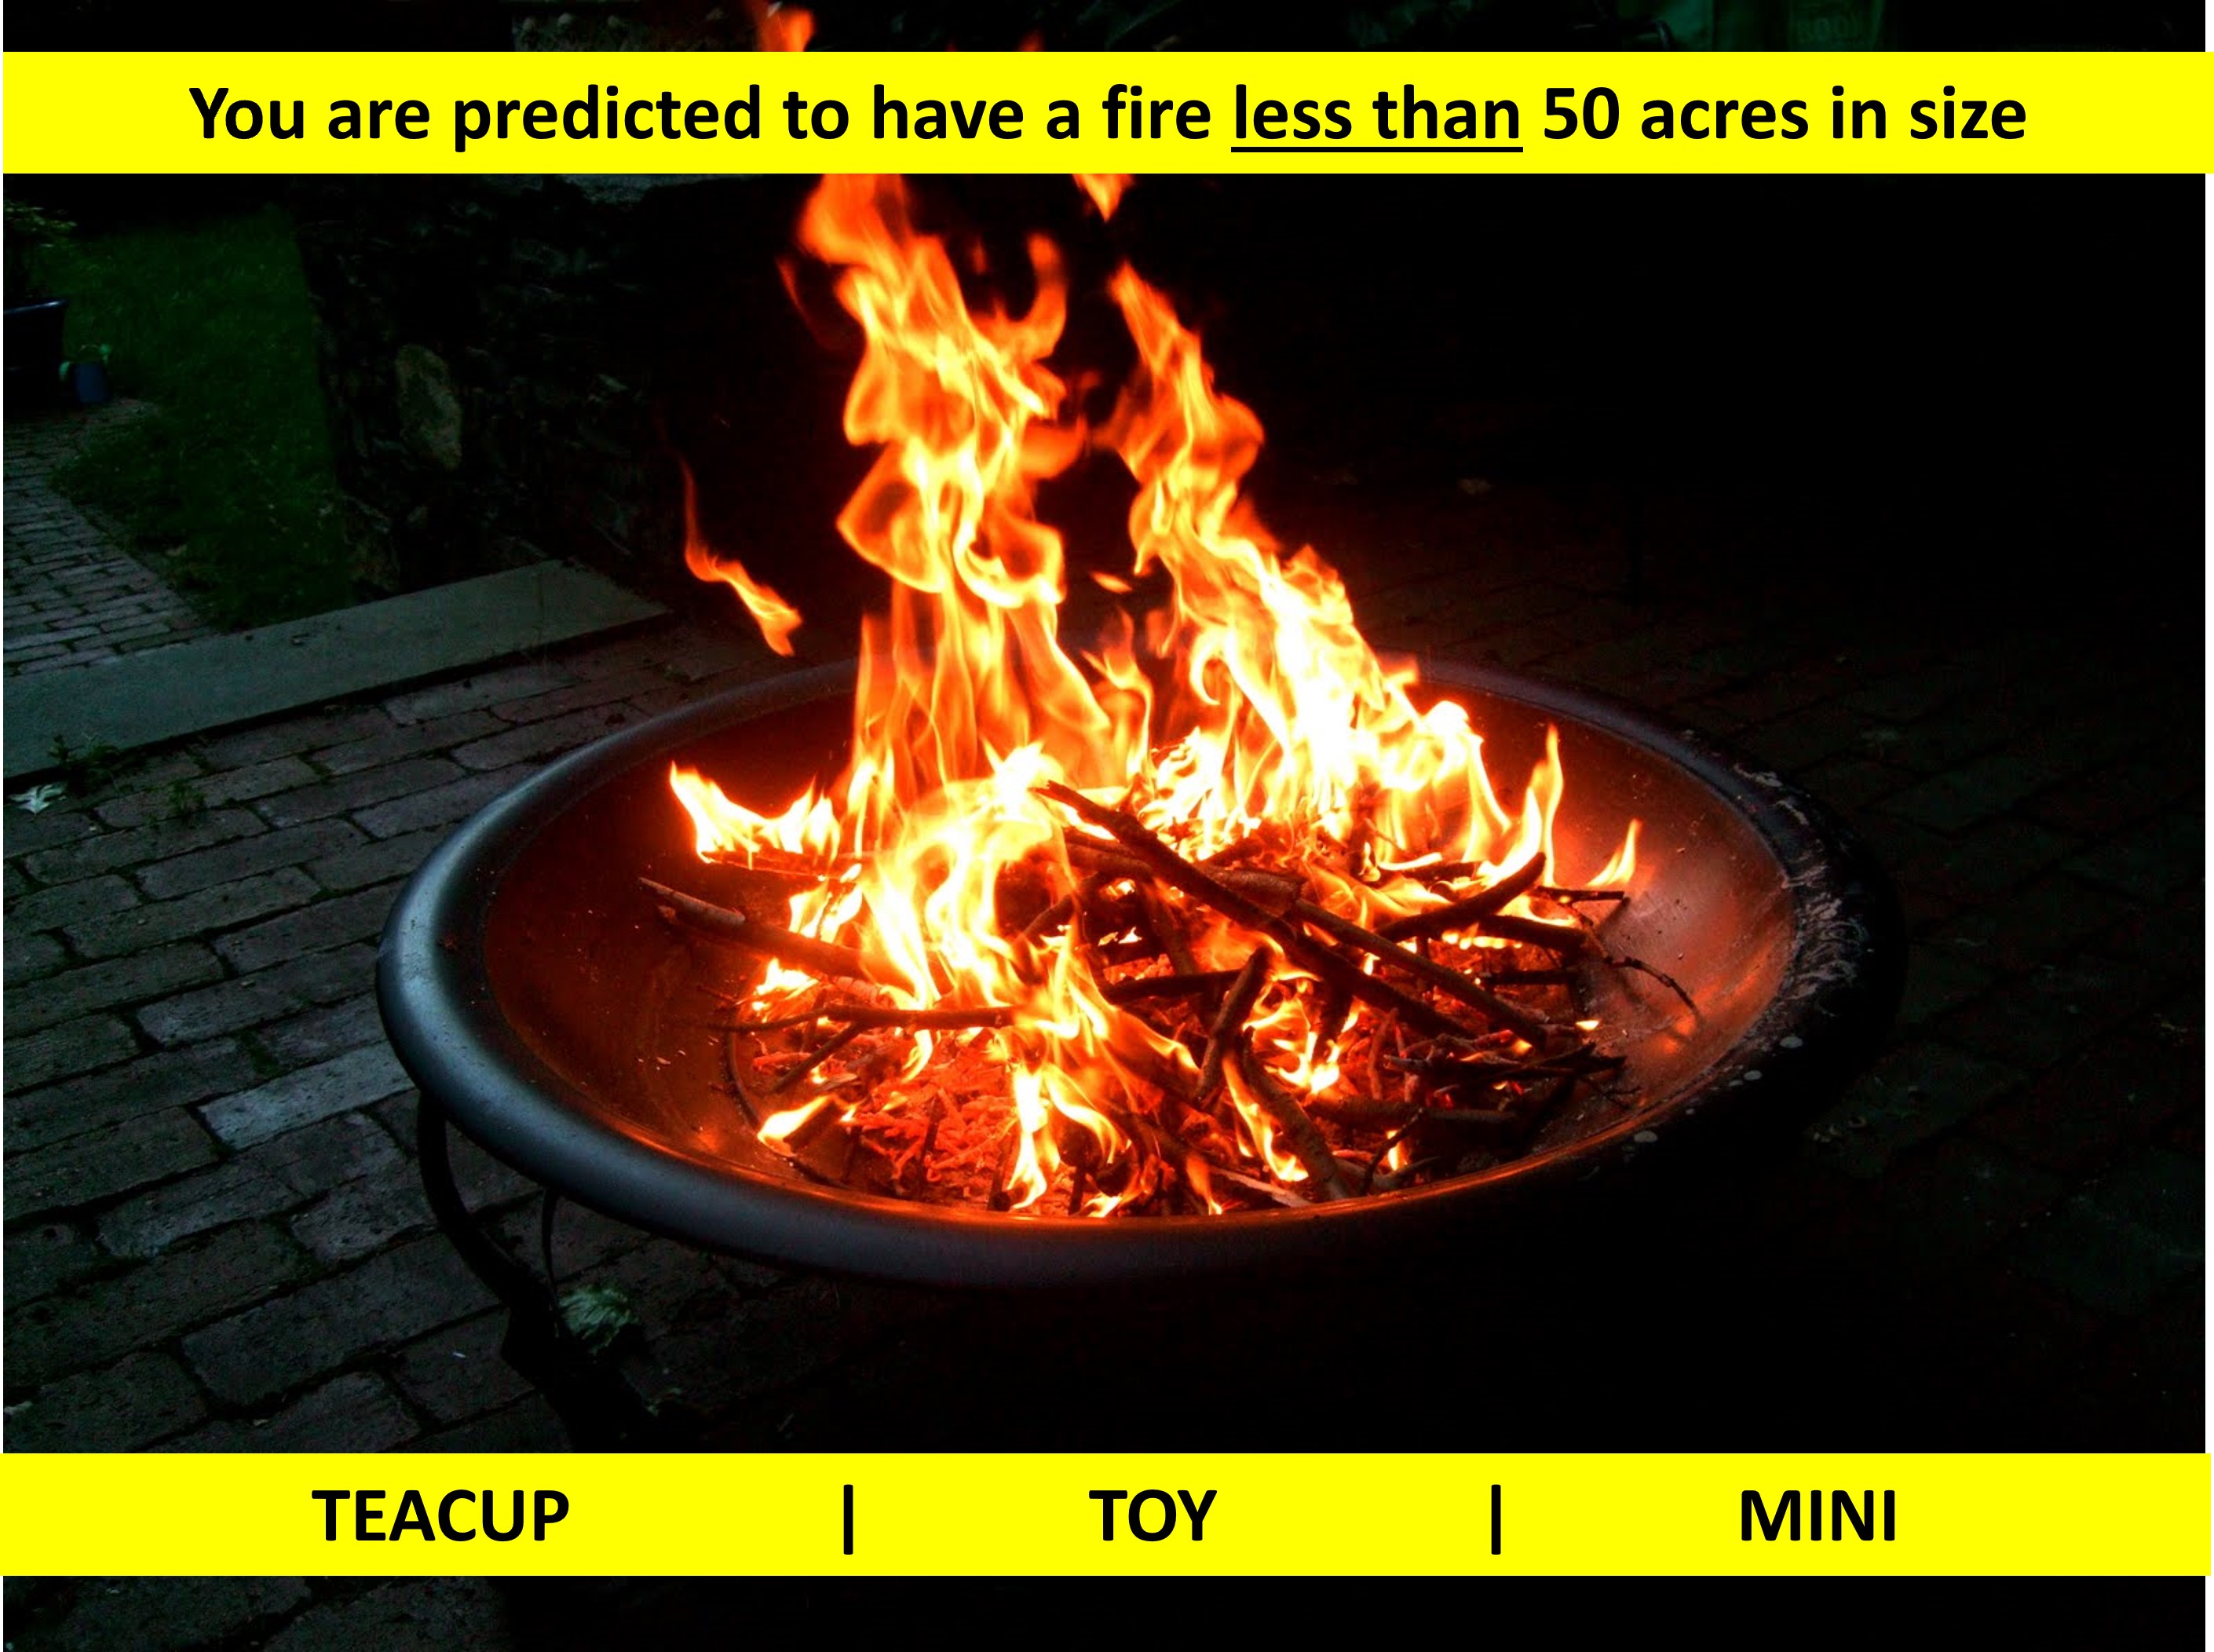 You are predicted to have a fire less than 50 acres in size
TEACUP | TOY | MINI